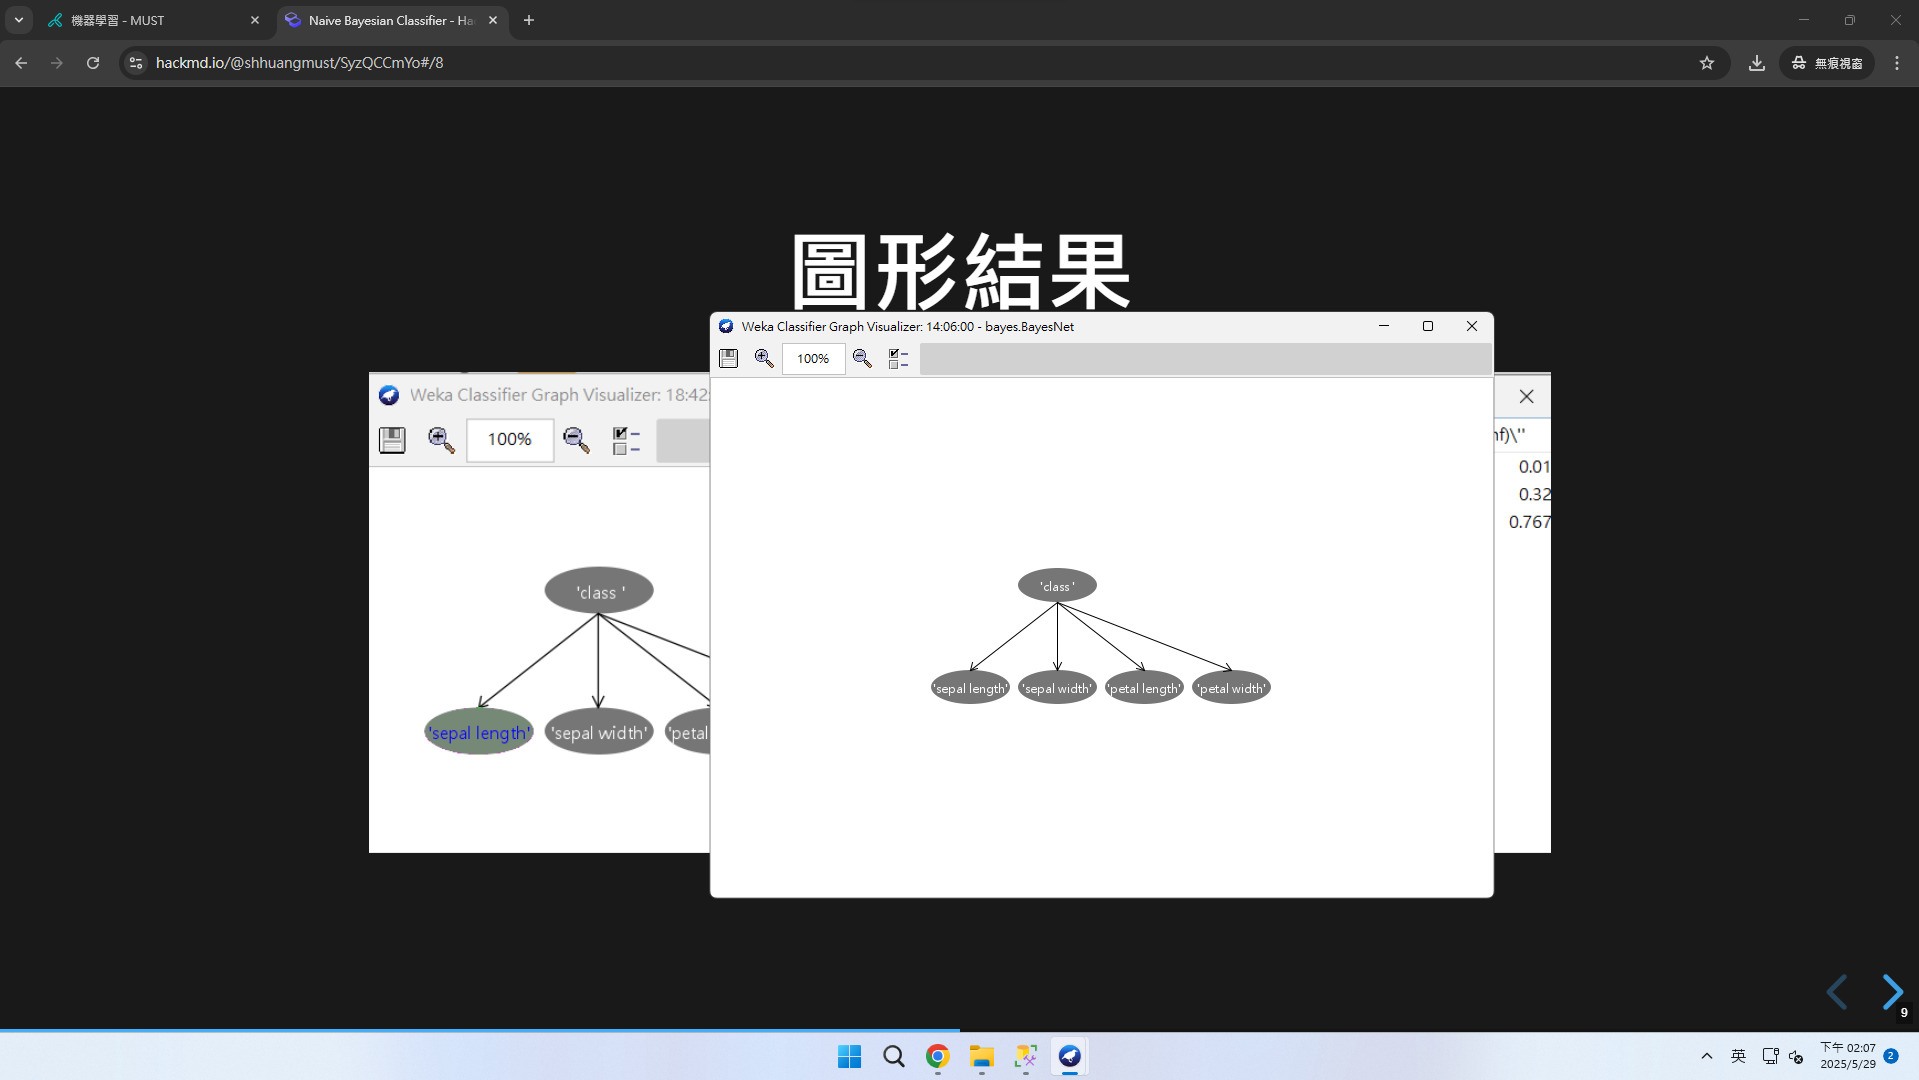 機器學習 - MUST
Naive Bayesian Classifier - Ha
hackmd.io/@shhuangmust/SyzQCCmYo#/8
無痕視窗
圖形結果
Weka Classifier Graph Visualizer: 14:06:00 - bayes.BayesNet
100%
Weka Classifier Graph Visualizer: 18:42:
100%
nf)\''
0.01
0.32
0.767
'class '
'sepal length'
'sepal width'
'petal
'class '
'sepal length'
'sepal width'
'petal length'
'petal width'
9
英
下午 02:07
2025/5/29
2